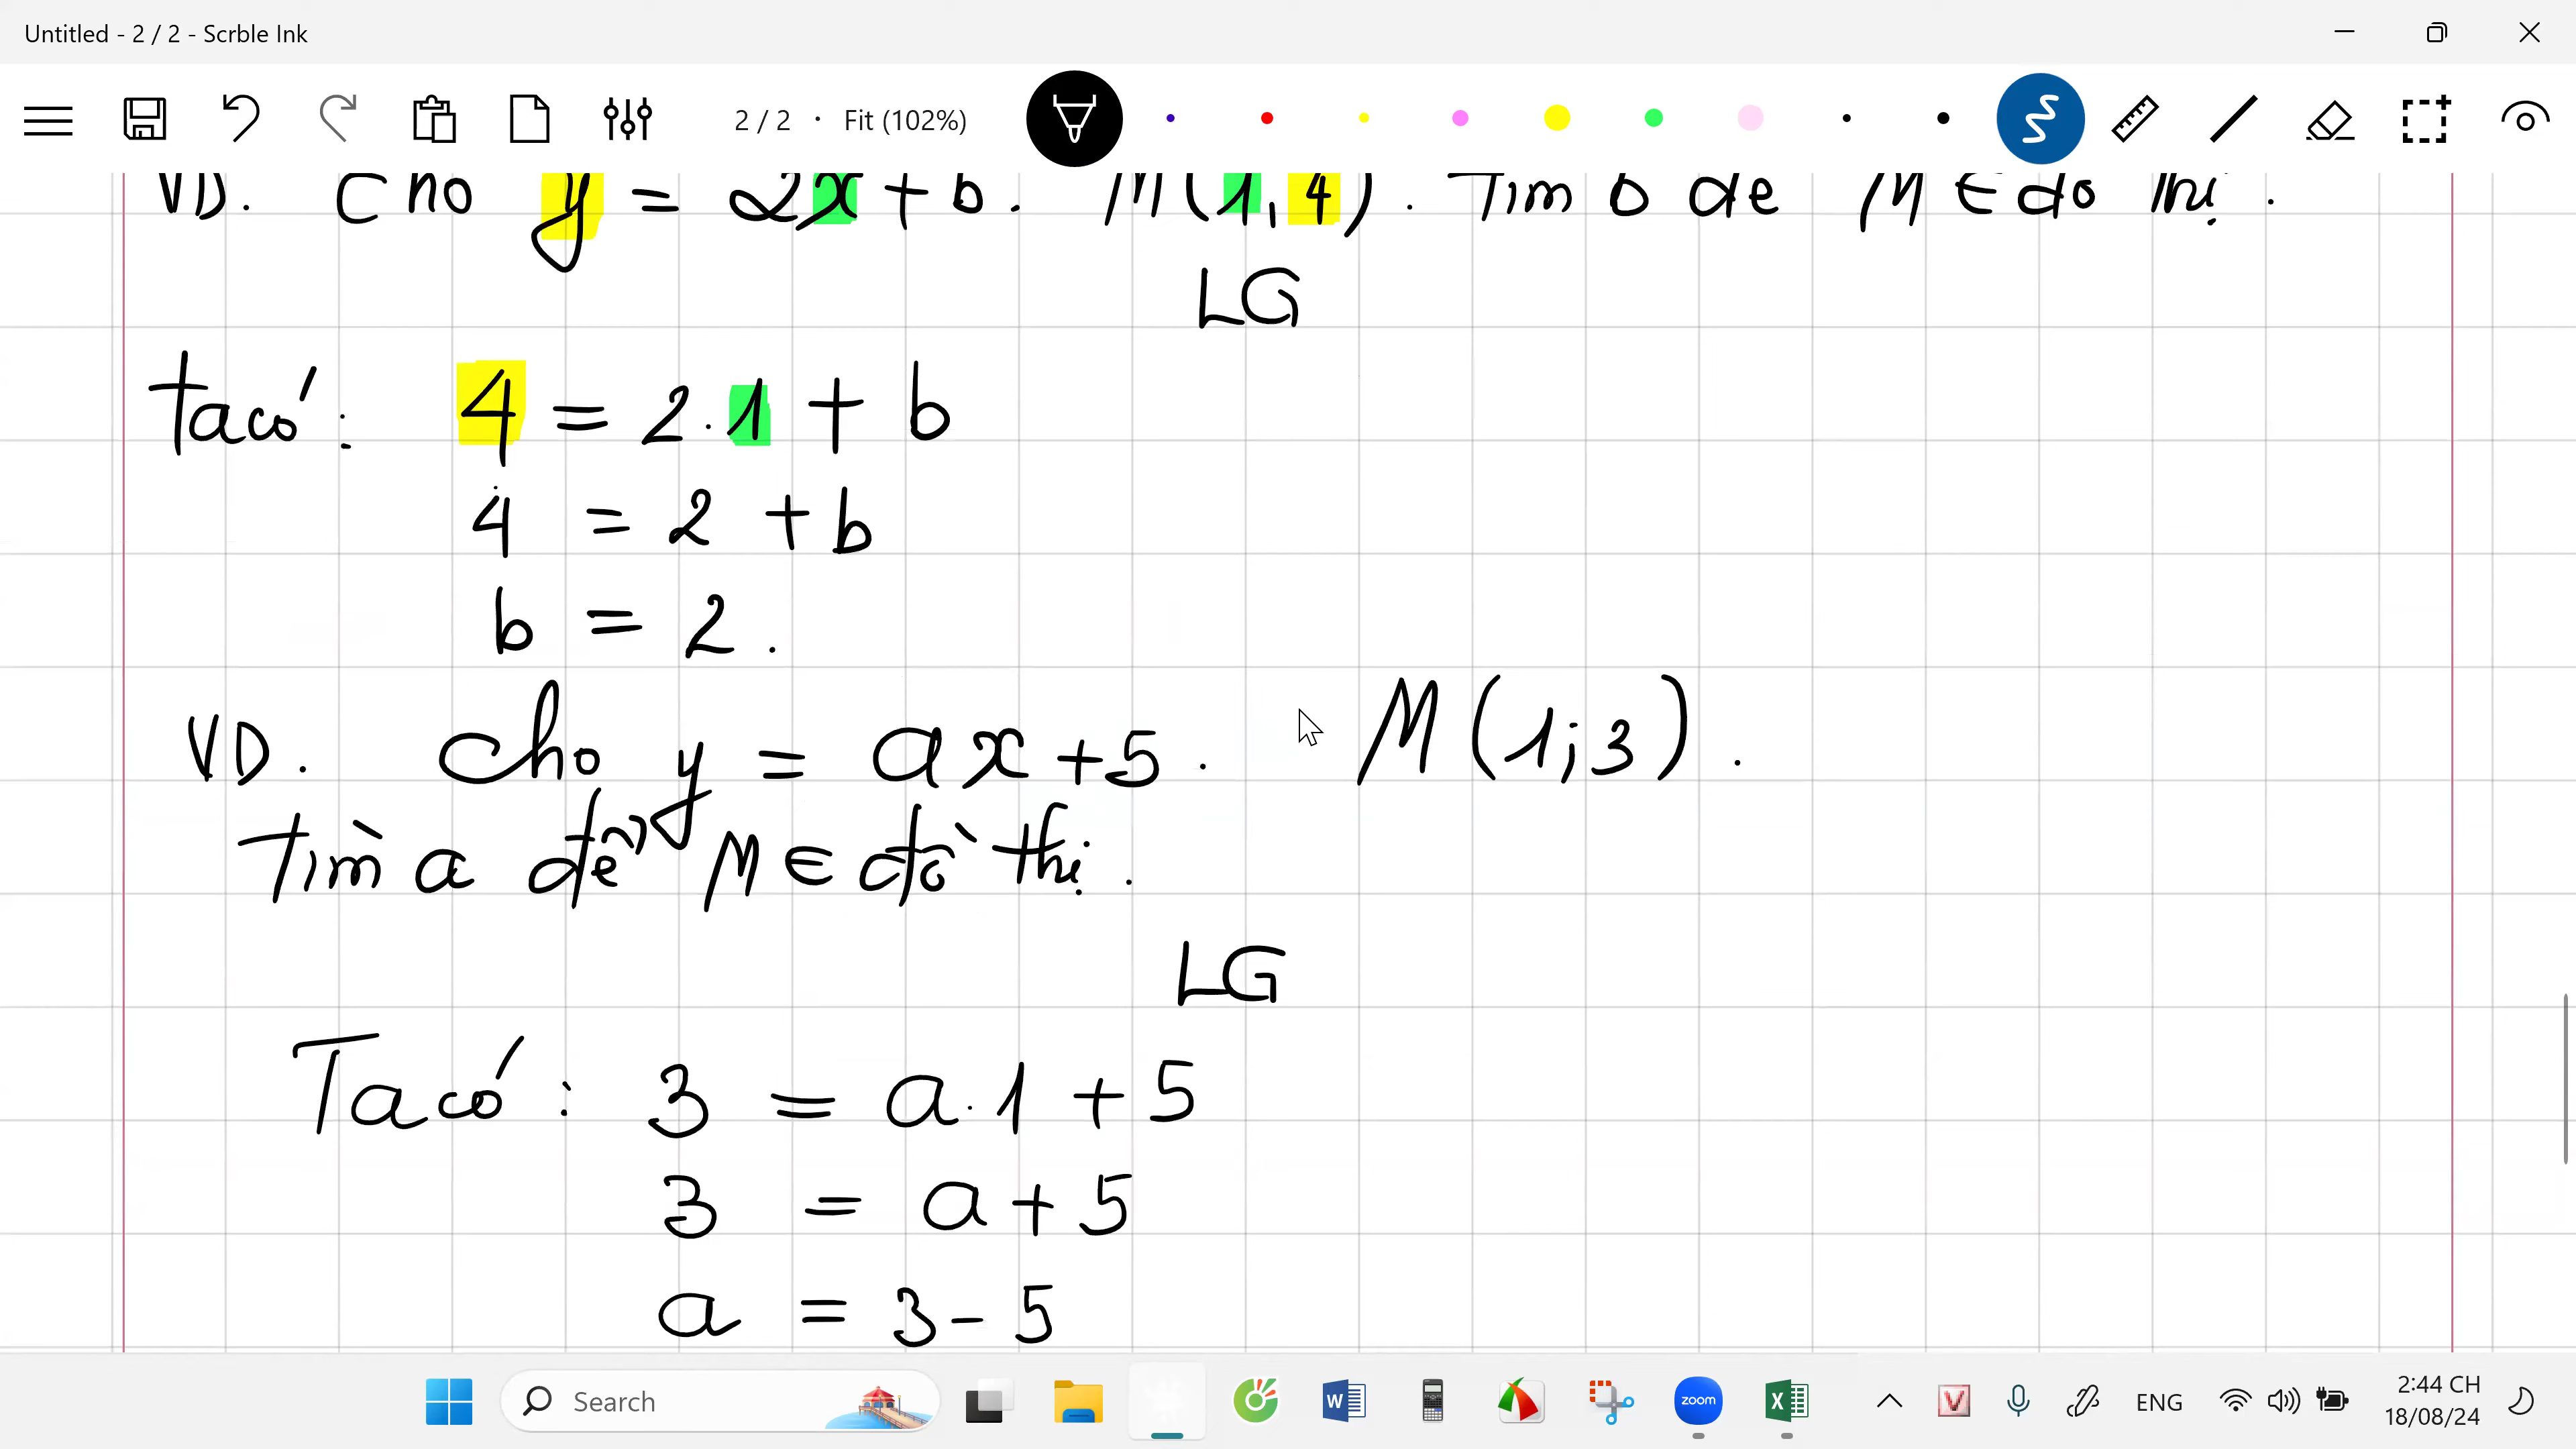 Untitled - 2 / 2 - Scrble Ink
2 / 2 · Fit (102%)
VD. Cho y = 2x + b. M(1, 4). Tìm b để M ∈ đồ thị.
LG
Ta có: 4 = 2.1 + b
4 = 2 + b
b = 2.
VD. Cho y = ax + 5. M(1; 3).
Tìm a để M ∈ đồ thị.
LG
Ta có: 3 = a.1 + 5
3 = a + 5
a = 3 - 5
Search
zoom
ENG
2:44 CH
18/08/24